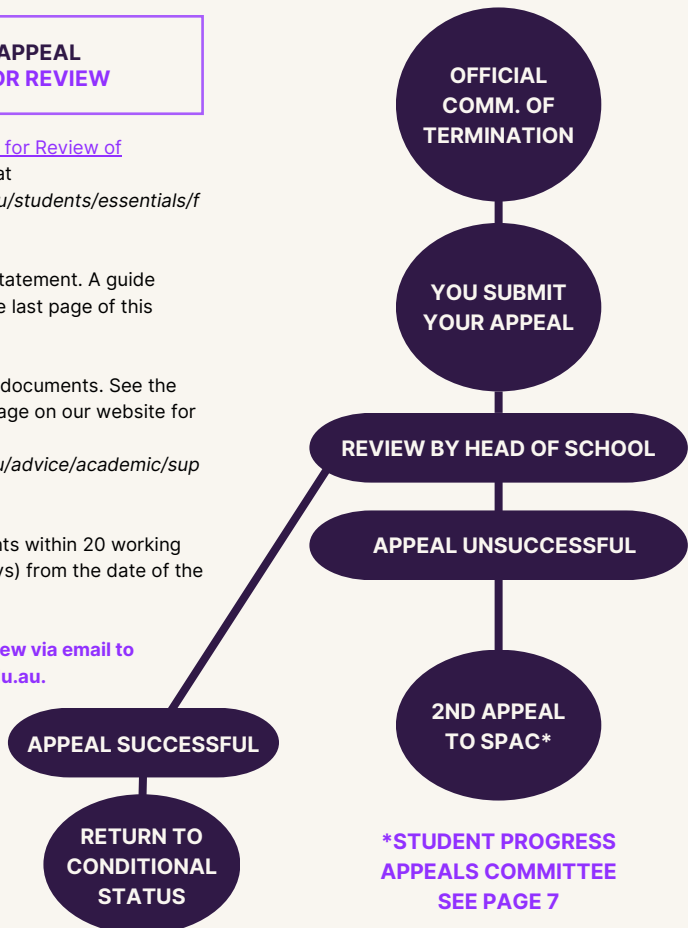 APPEAL
OR REVIEW
for Review of
at
u/students/essentials/f
tatement. A guide
e last page of this
documents. See the
age on our website for
u/advice/academic/sup
nts within 20 working
ys) from the date of the
ew via email to
u.au.
OFFICIAL
COMM. OF
TERMINATION
YOU SUBMIT
YOUR APPEAL
REVIEW BY HEAD OF SCHOOL
APPEAL UNSUCCESSFUL
2ND APPEAL
TO SPAC*
APPEAL SUCCESSFUL
RETURN TO
CONDITIONAL
STATUS
*STUDENT PROGRESS
APPEALS COMMITTEE
SEE PAGE 7